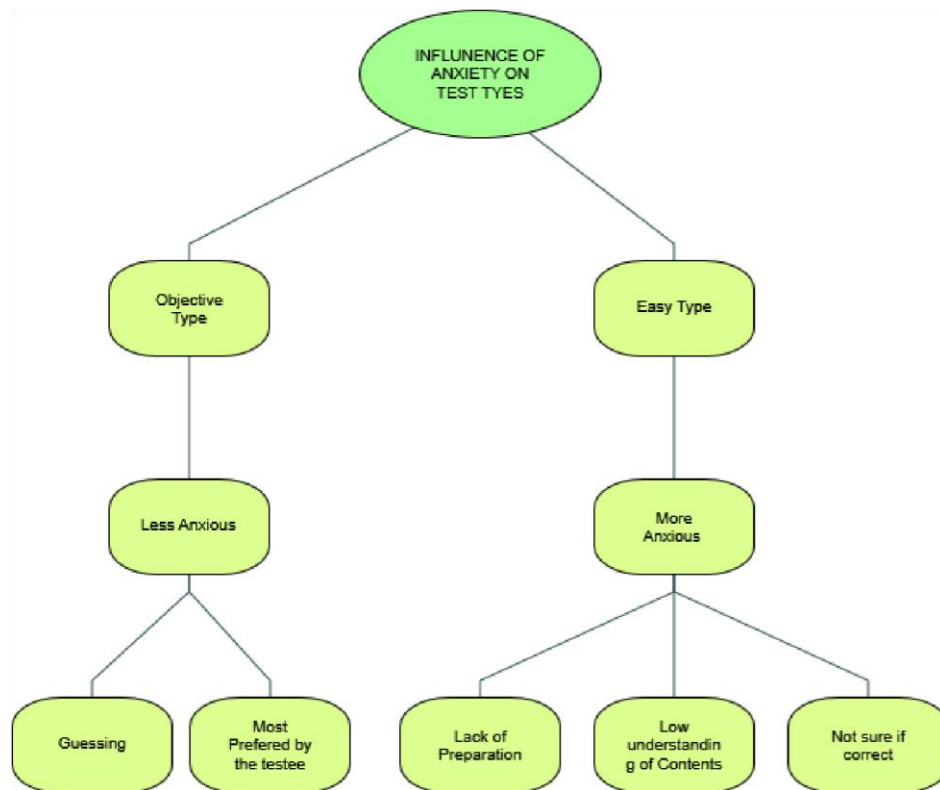 INFLUNENCE OF
ANXIETY ON
TEST TYES
Objective
Type
Easy Type
Less Anxious
More
Anxious
Guessing
Most
Prefered by
the testee
Lack of
Preparation
Low
understandin
g of Contents
Not sure if
correct